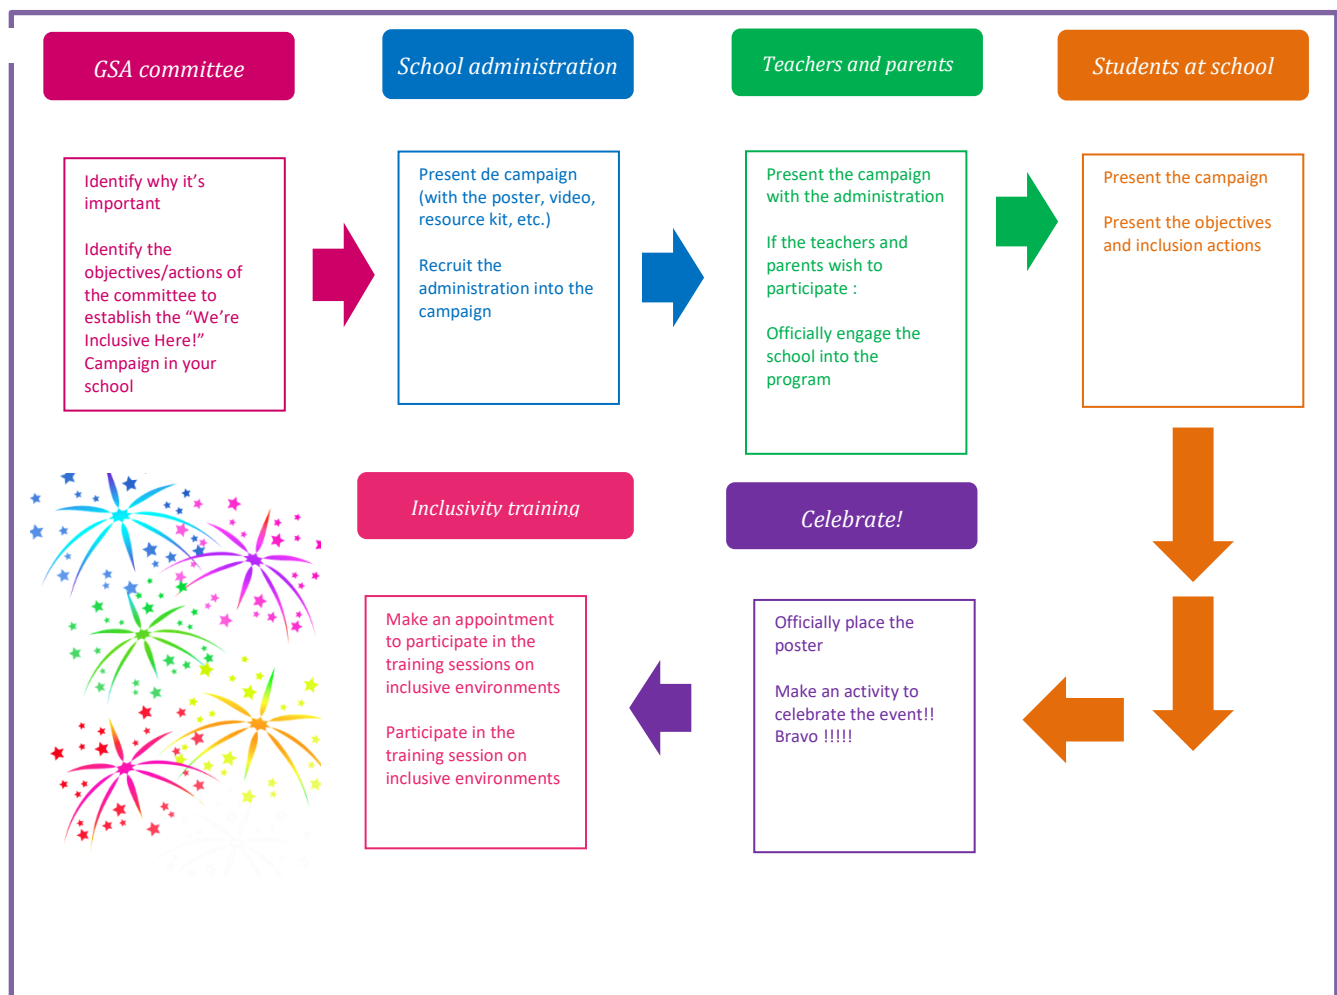 GSA committee
Identify why it’s
important
Identify the
objectives/actions of
the committee to
establish the “We’re
Inclusive Here!”
Campaign in your
school
School administration
Present de campaign
(with the poster, video,
resource kit, etc.)
Recruit the
administration into the
campaign
Teachers and parents
Present the campaign
with the administration
If the teachers and
parents wish to
participate :
Officially engage the
school into the
program
Students at school
Present the campaign
Present the objectives
and inclusion actions
Celebrate!
Officially place the
poster
Make an activity to
celebrate the event!!
Bravo !!!!!
Inclusivity training
Make an appointment
to participate in the
training sessions on
inclusive environments
Participate in the
training session on
inclusive environments